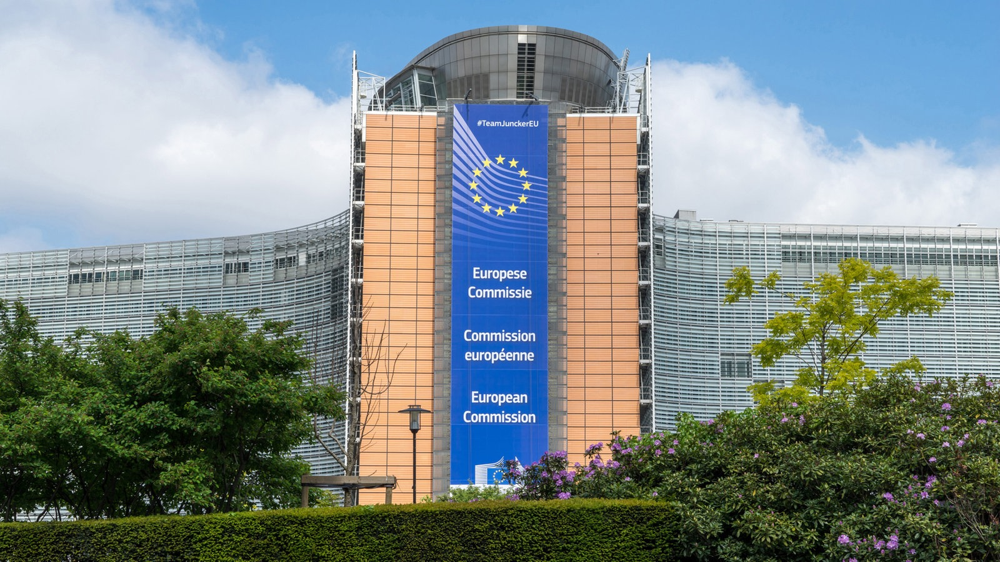 #TeamJunckerEU
Europese
Commissie
Commission
européenne
European
Commission